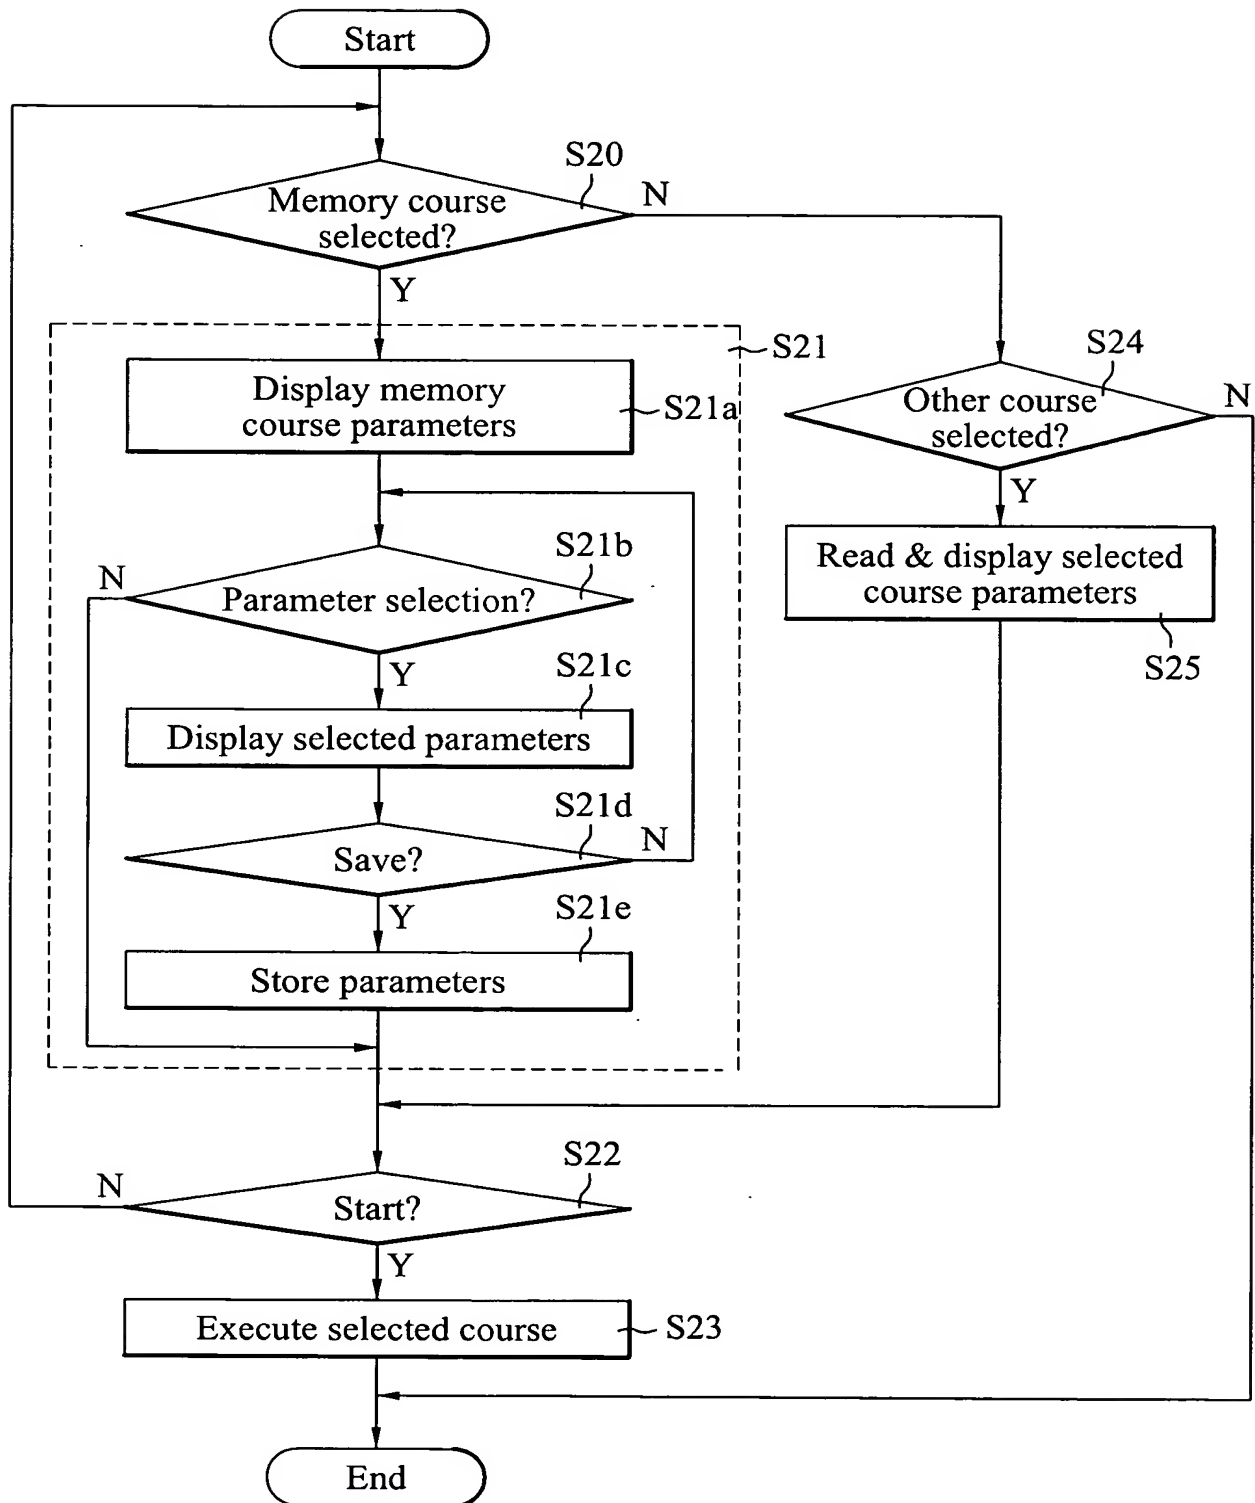 Start
S20
Memory course
selected?
N
Y
S21
Display memory
course parameters
S21a
S24
Other course
selected?
N
Y
Read & display selected
course parameters
S25
S21b
N
Parameter selection?
Y
S21c
Display selected parameters
S21d
Save?
N
Y
S21e
Store parameters
S22
N
Start?
Y
Execute selected course
S23
End